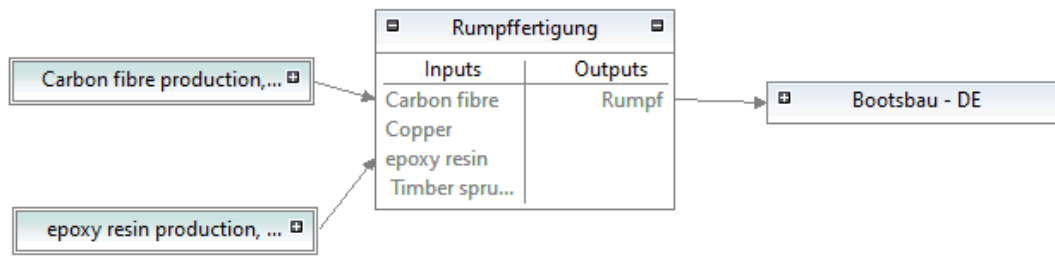 Rumpffertigung
Inputs Outputs
Carbon fibre production,...
Carbon fibre Rumpf
Bootsbau - DE
Copper
epoxy resin
Timber spru...
epoxy resin production, ...